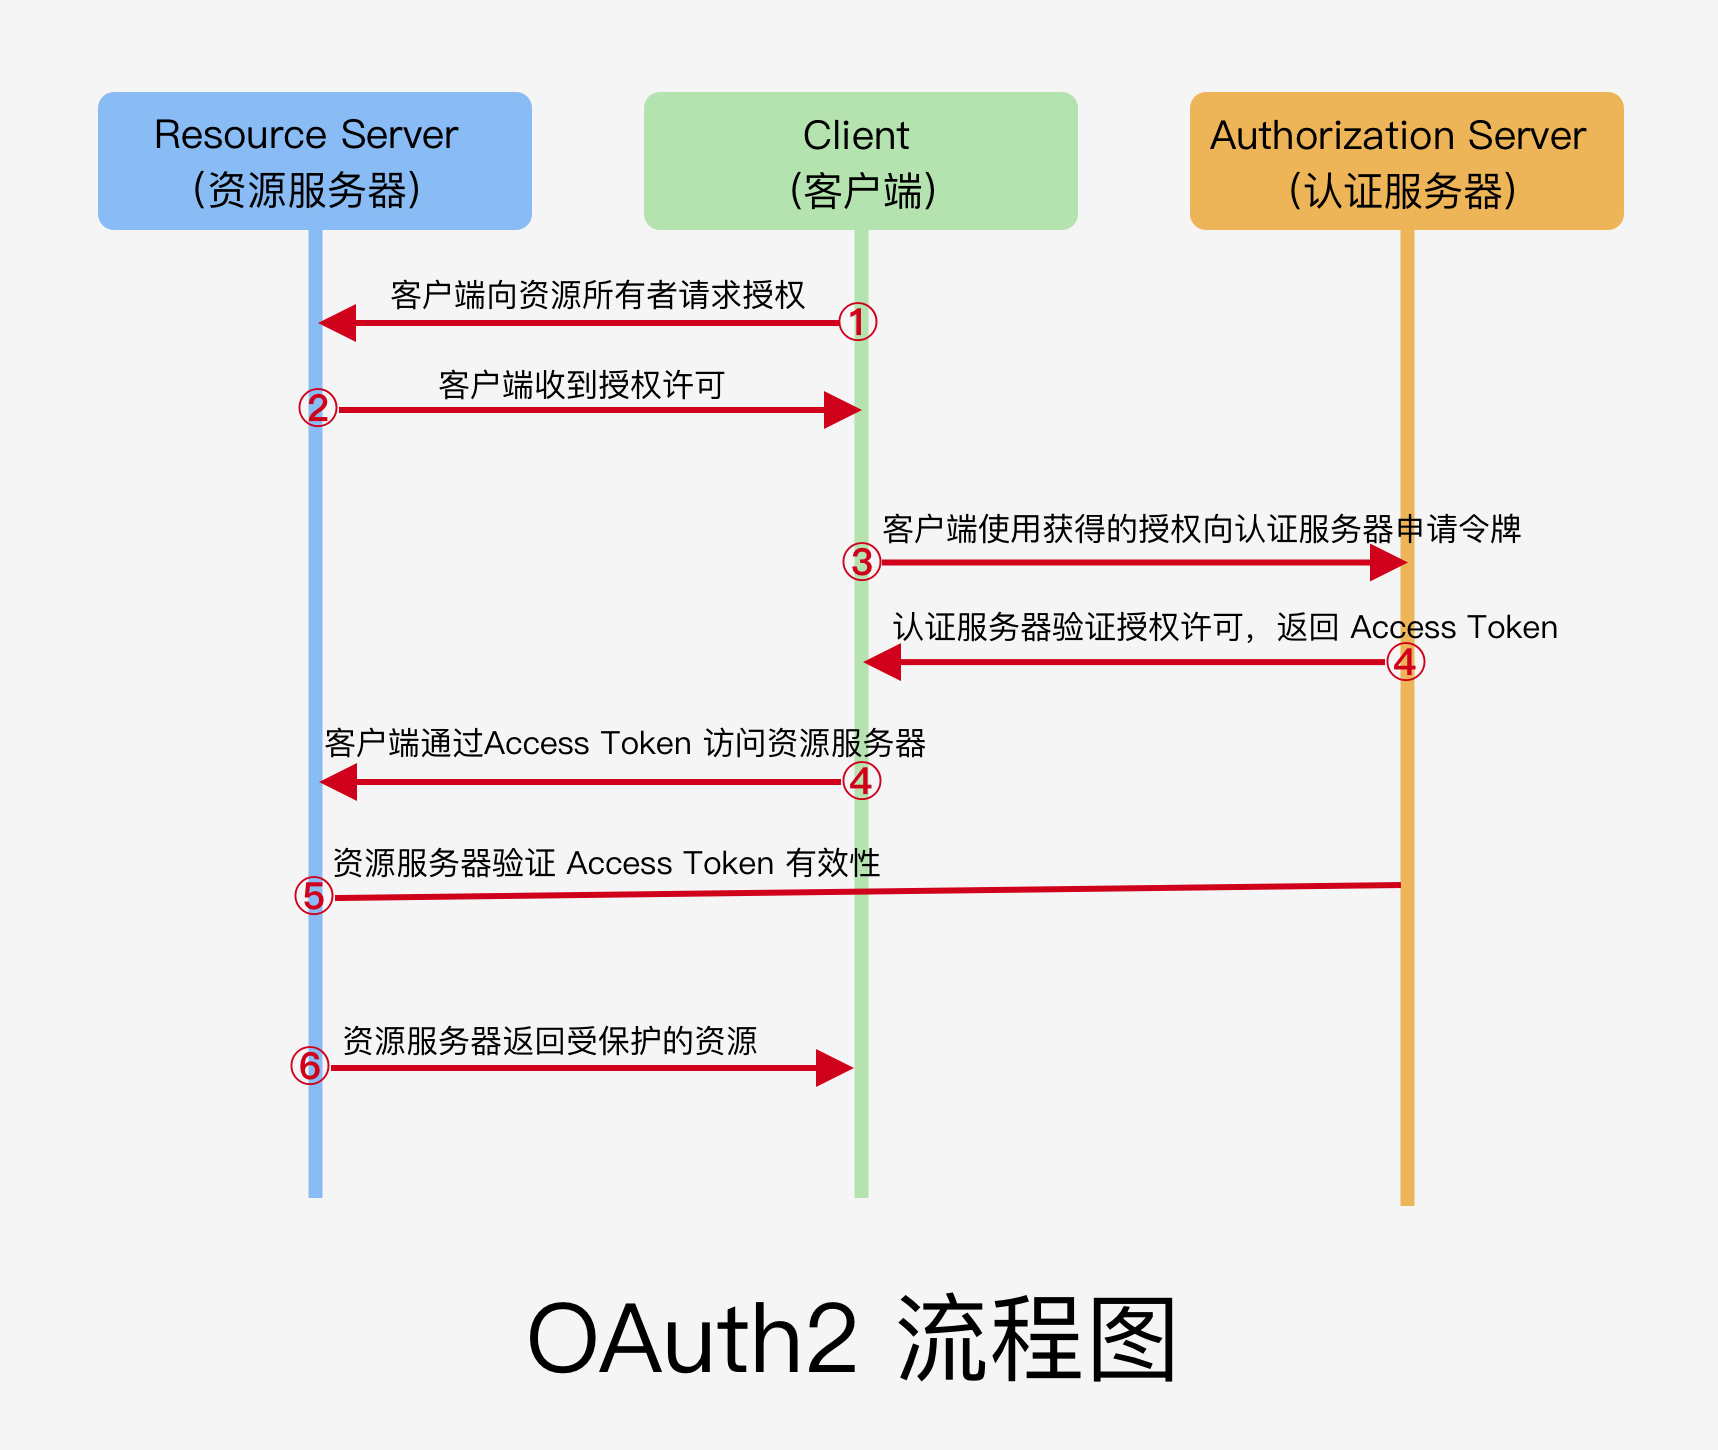 Resource Server
(资源服务器)
Client
(客户端)
Authorization Server
(认证服务器)
客户端向资源所有者请求授权
①
客户端收到授权许可
②
客户端使用获得的授权向认证服务器申请令牌
③
认证服务器验证授权许可，返回 Access Token
④
客户端通过Access Token 访问资源服务器
④
资源服务器验证 Access Token 有效性
⑤
资源服务器返回受保护的资源
⑥
OAuth2 流程图